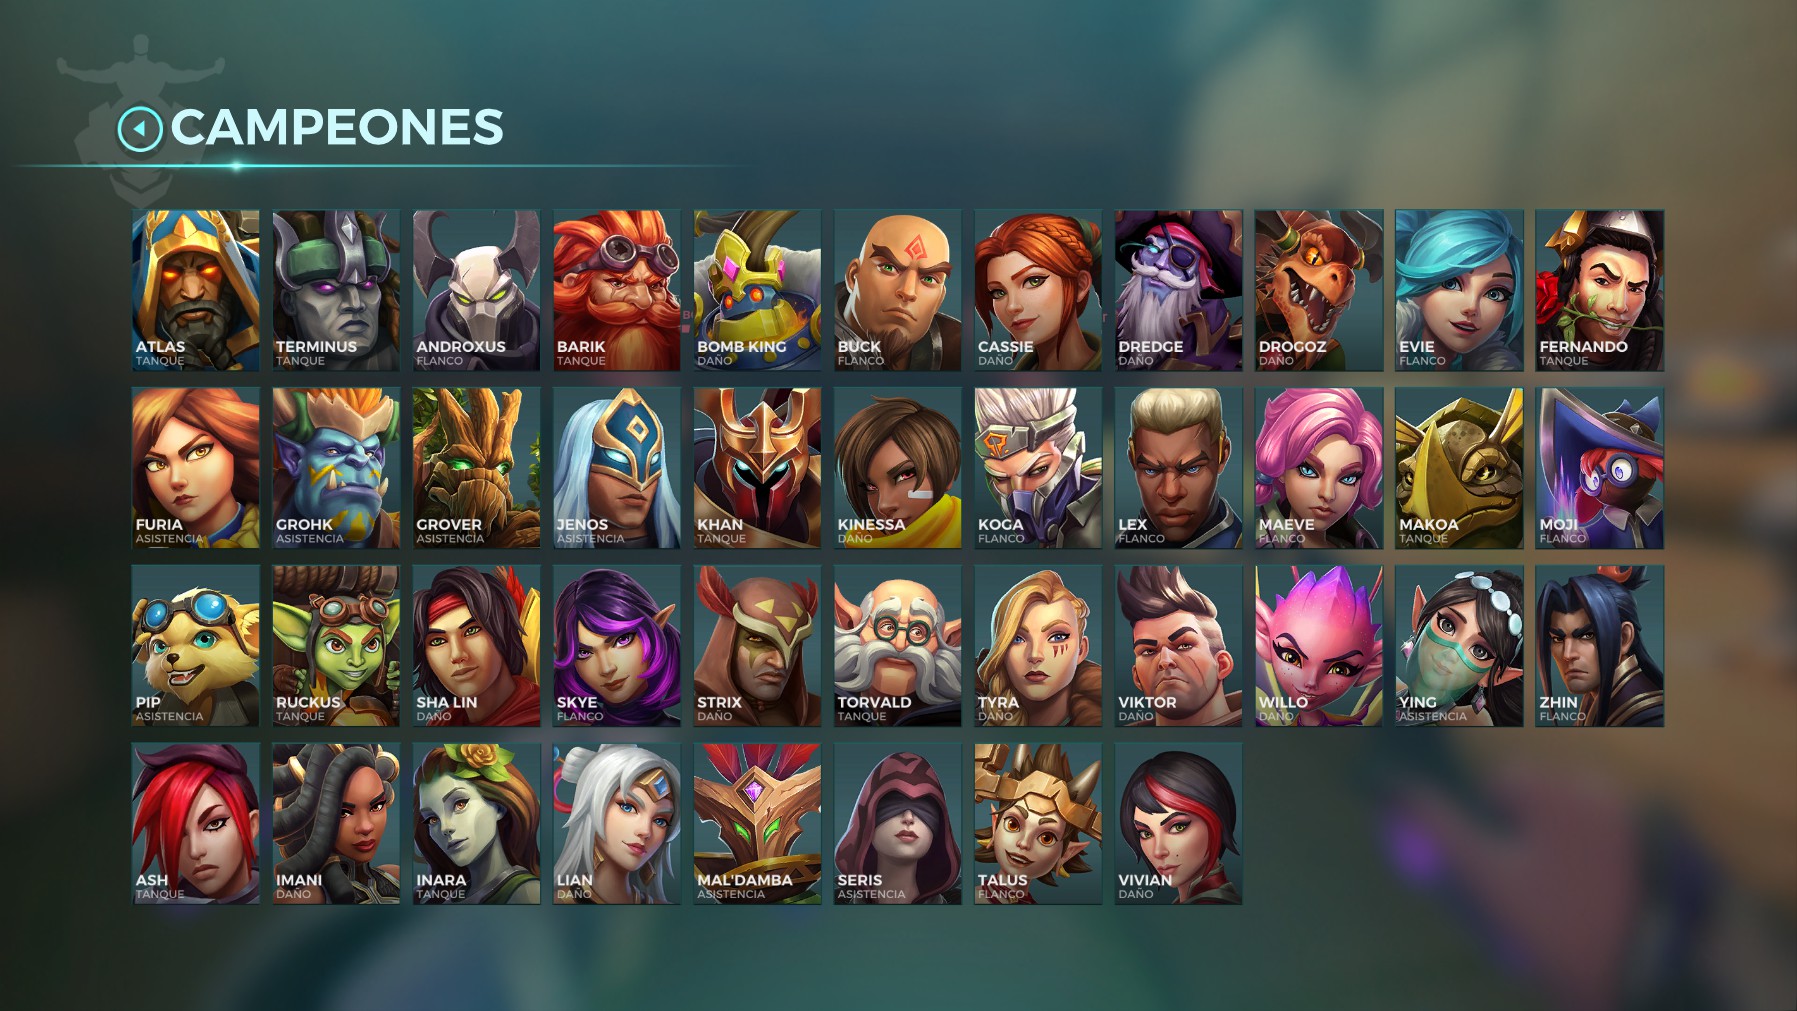 CAMPEONES
ATLAS
TANQUE
TERMINUS
TANQUE
ANDROXUS
FLANCO
BARIK
TANQUE
BOMB KING
DAÑO
BUCK
FLANCO
CASSIE
DAÑO
DREDGE
DAÑO
DROGOZ
DAÑO
EVIE
FLANCO
FERNANDO
TANQUE
FURIA
ASISTENCIA
GROHK
ASISTENCIA
GROVER
ASISTENCIA
JENOS
ASISTENCIA
KHAN
TANQUE
KINESSA
DAÑO
KOGA
FLANCO
LEX
FLANCO
MAEVE
FLANCO
MAKOA
TANQUE
MOJI
FLANCO
PIP
ASISTENCIA
RUCKUS
TANQUE
SHA LIN
DAÑO
SKYE
FLANCO
STRIX
DAÑO
TORVALD
TANQUE
TYRA
DAÑO
VIKTOR
DAÑO
WILLO
DAÑO
YING
ASISTENCIA
ZHIN
FLANCO
ASH
TANQUE
IMANI
DAÑO
INARA
TANQUE
LIAN
DAÑO
MAL'DAMBA
ASISTENCIA
SERIS
ASISTENCIA
TALUS
FLANCO
VIVIAN
DAÑO